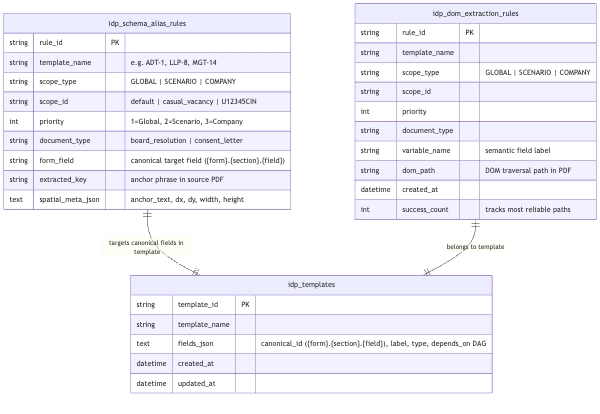 idp_schema_alias_rules
string rule_id PK
string template_name e.g. ADT-1, LLP-8, MGT-14
string scope_type GLOBAL | SCENARIO | COMPANY
string scope_id default | casual_vacancy | U12345CIN
int priority 1=Global, 2=Scenario, 3=Company
string document_type board_resolution | consent_letter
string form_field canonical target field ({form}.{section}.{field})
string extracted_key anchor phrase in source PDF
text spatial_meta_json anchor_text, dx, dy, width, height
idp_dom_extraction_rules
string rule_id PK
string template_name
string scope_type GLOBAL | SCENARIO | COMPANY
string scope_id
int priority
string document_type
string variable_name semantic field label
string dom_path DOM traversal path in PDF
datetime created_at
int success_count tracks most reliable paths
targets canonical fields in
template
belongs to template
idp_templates
string template_id PK
string template_name
text fields_json canonical_id ({form}.{section}.{field}), label, type, depends_on DAG
datetime created_at
datetime updated_at